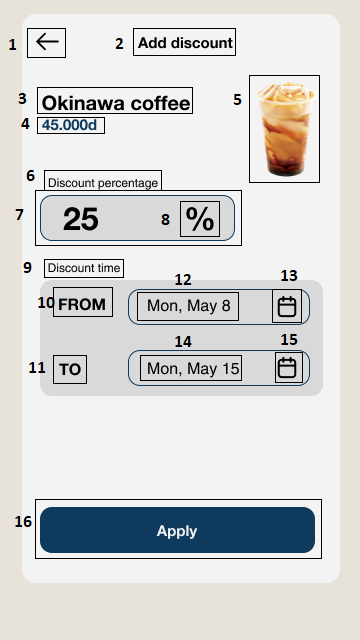 1
2 Add discount
3 Okinawa coffee
4 45.000d
5
6 Discount percentage
7 25 8 %
9 Discount time
12 13
10 FROM Mon, May 8
14 15
11 TO Mon, May 15
16 Apply